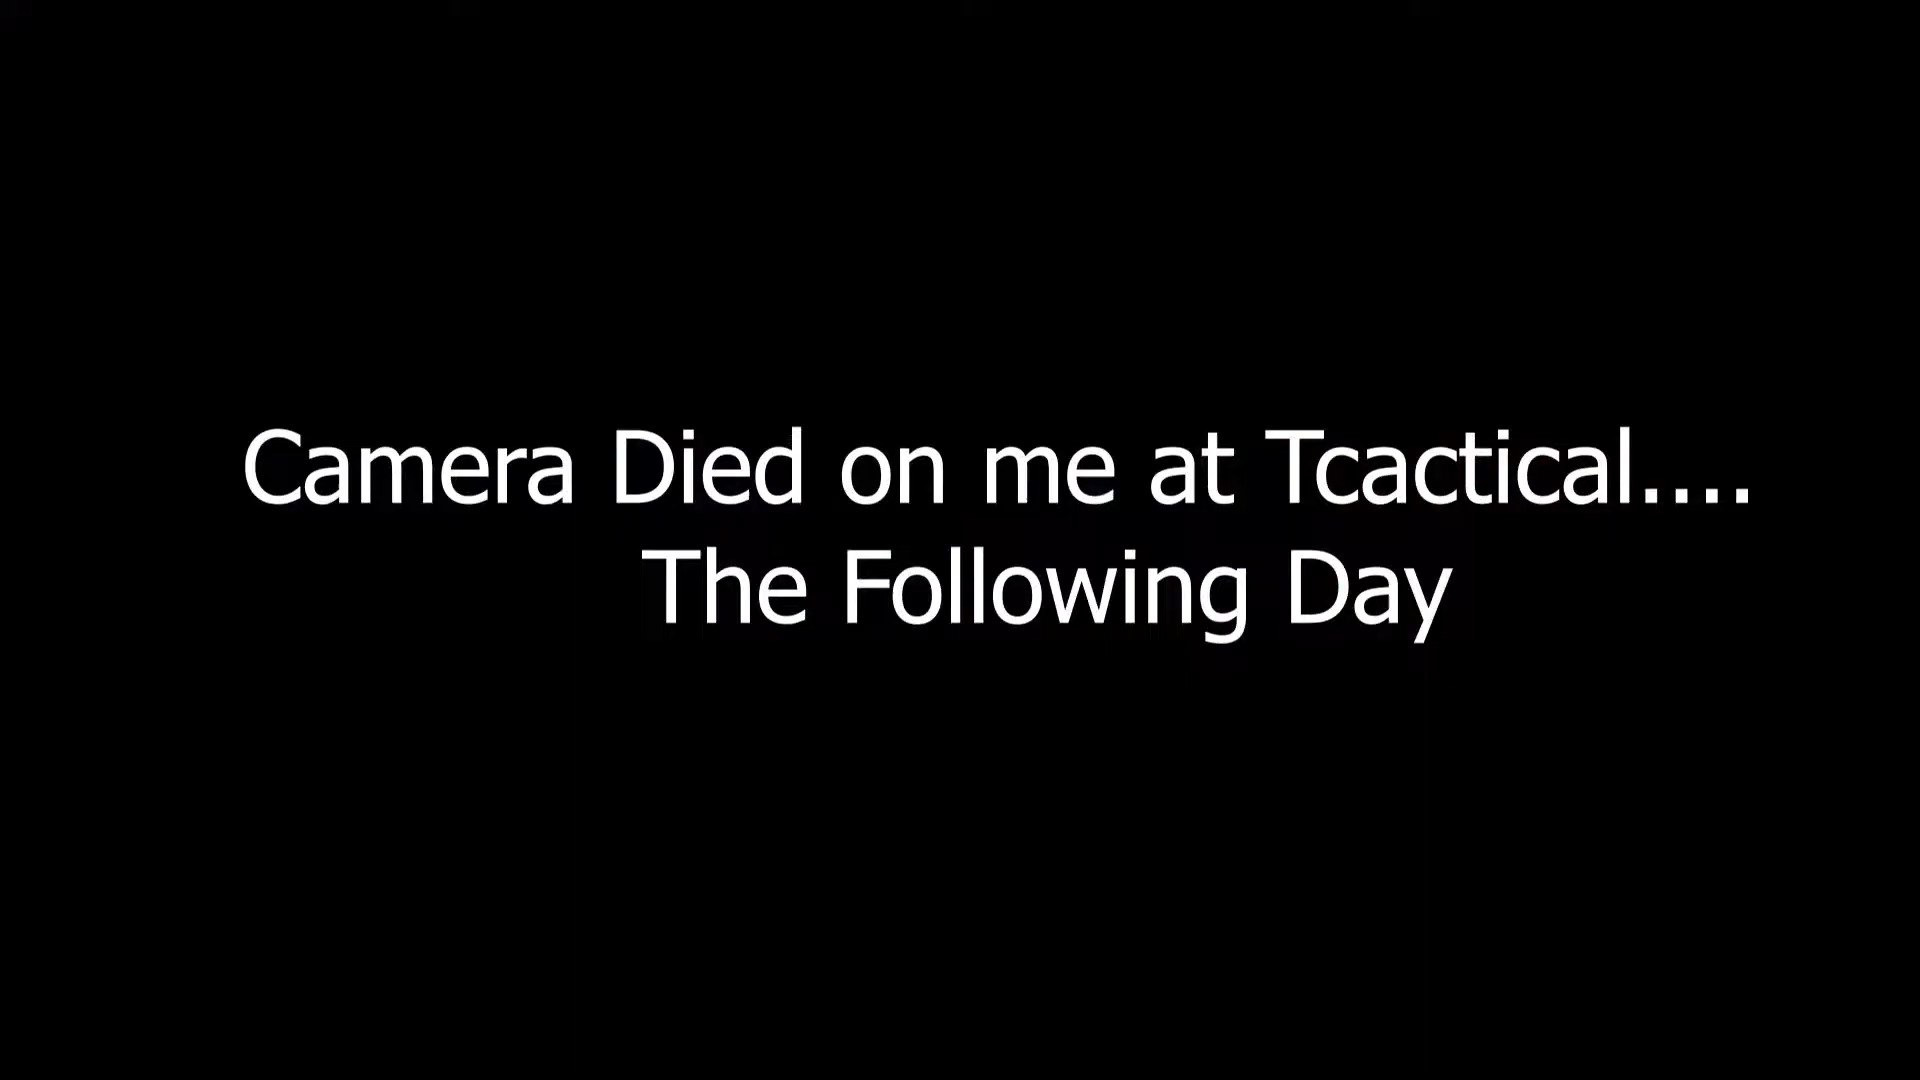 Camera Died on me at Tcactical....
The Following Day